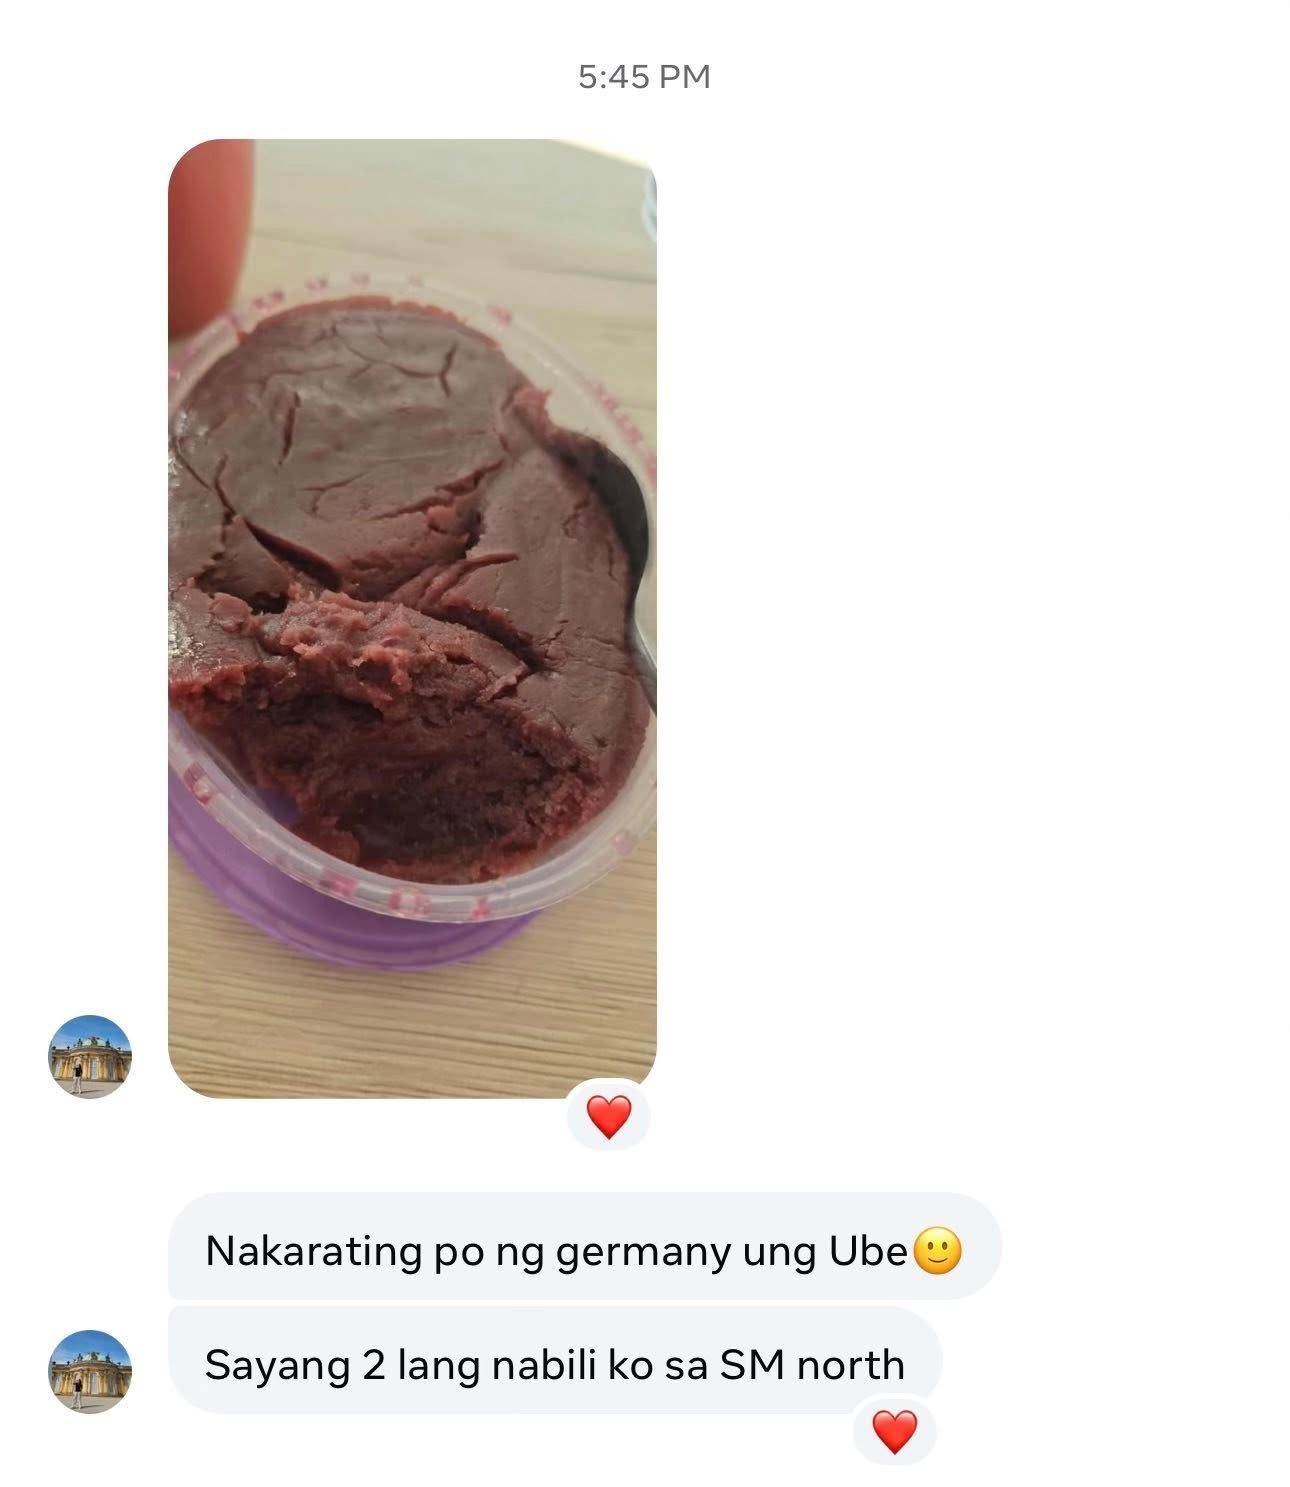 5:45 PM
Nakarating po ng germany ung Ube🙂
Sayang 2 lang nabili ko sa SM north